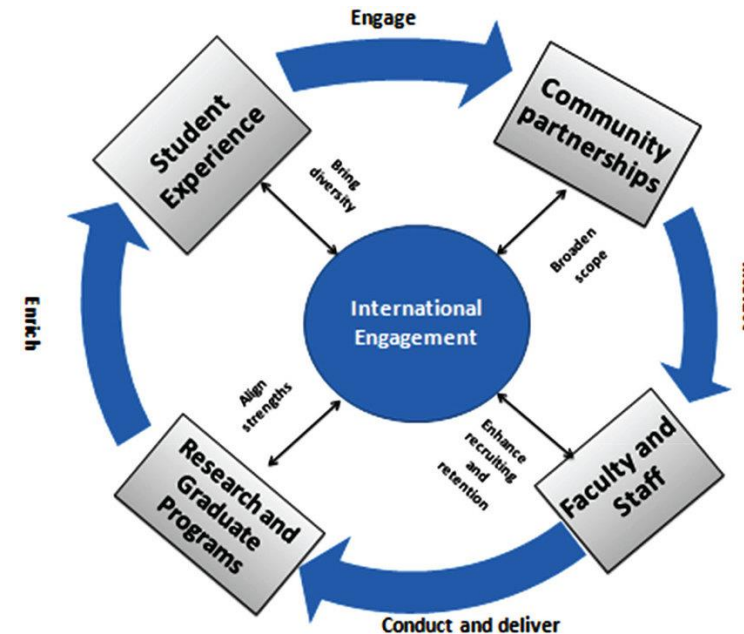 Engage
Student
Experience
Community
partnerships
Bring
diversity
Broaden
scope
International
Engagement
Enrich
Align
strengths
Enhance
recruiting
and
retention
Research and
Graduate
Programs
Faculty and
Staff
Conduct and deliver